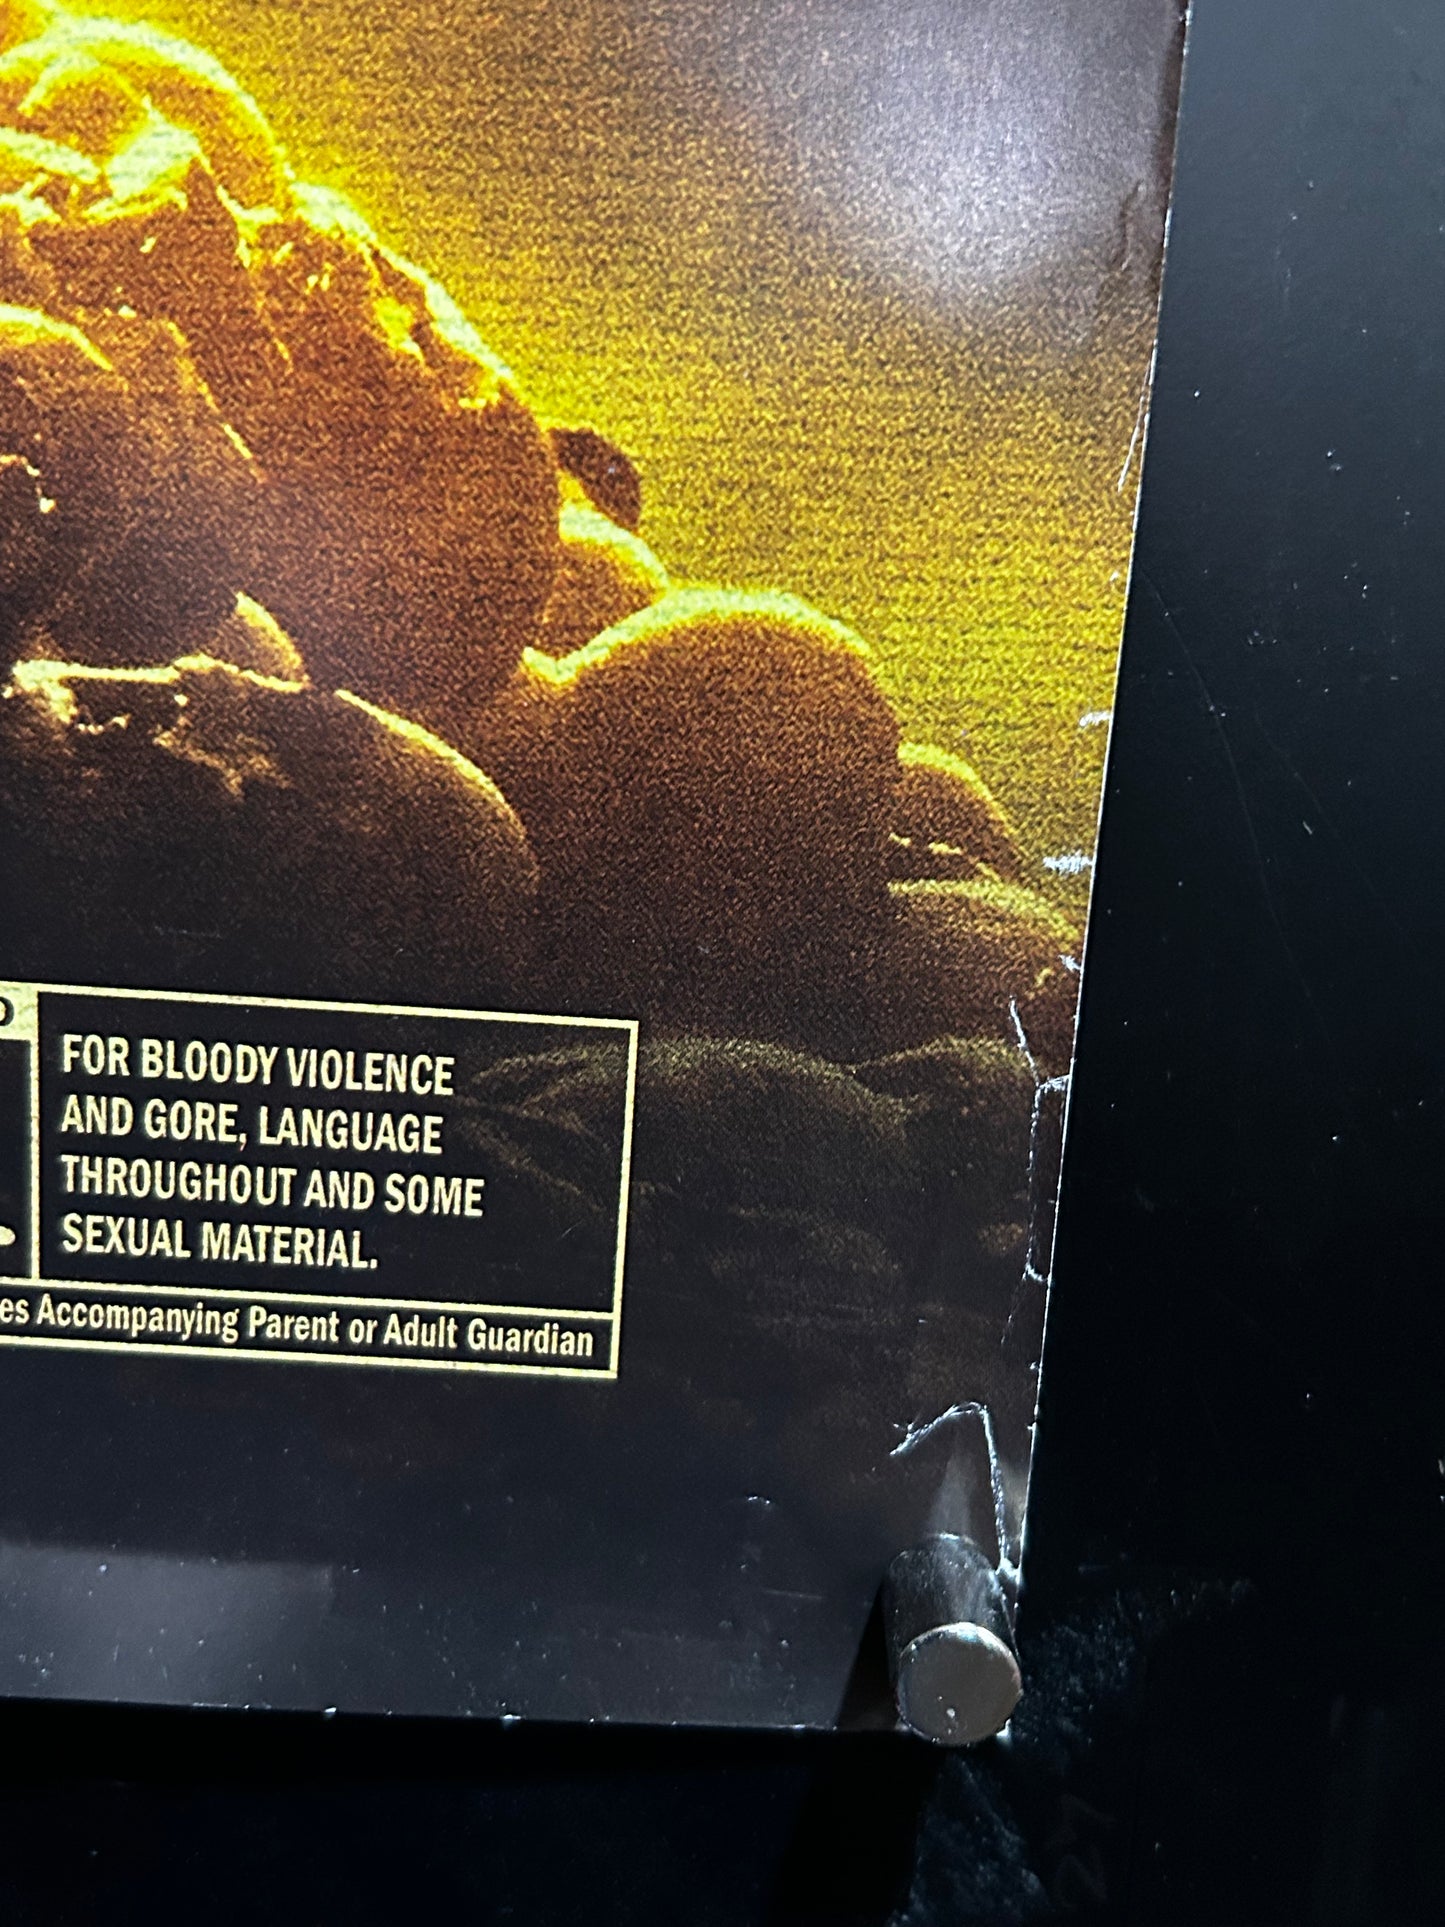 FOR BLOODY VIOLENCE
AND GORE, LANGUAGE
THROUGHOUT AND SOME
SEXUAL MATERIAL.
Accompanying Parent or Adult Guardian